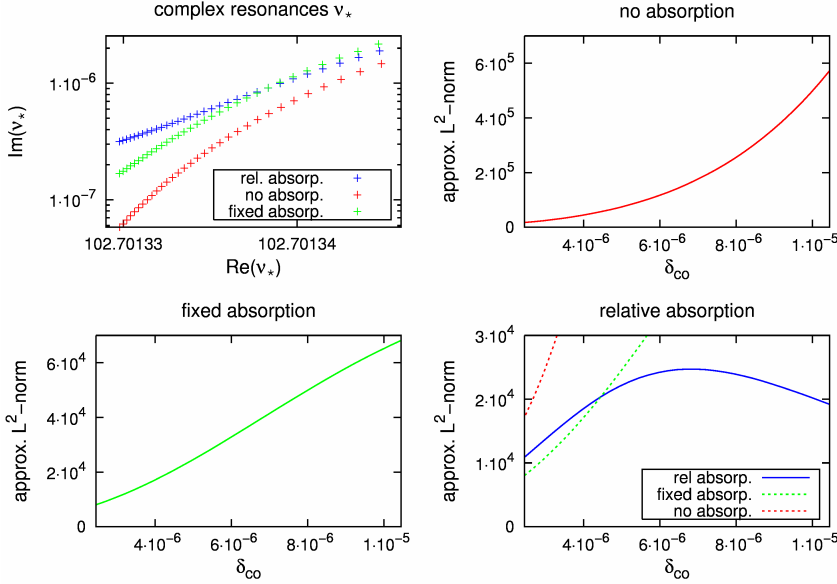 complex resonances ν*
Im(ν*)
1·10⁻⁶
1·10⁻⁷
rel. absorp.
no absorp.
fixed absorp.
102.70133
102.70134
Re(ν*)
no absorption
approx. L²−norm
6·10⁵
4·10⁵
2·10⁵
0
4·10⁻⁶
6·10⁻⁶
8·10⁻⁶
1·10⁻⁵
δco
fixed absorption
approx. L²−norm
6·10⁴
4·10⁴
2·10⁴
0
4·10⁻⁶
6·10⁻⁶
8·10⁻⁶
1·10⁻⁵
δco
relative absorption
approx. L²−norm
3·10⁴
2·10⁴
1·10⁴
0
rel absorp.
fixed absorp.
no absorp.
4·10⁻⁶
6·10⁻⁶
8·10⁻⁶
1·10⁻⁵
δco